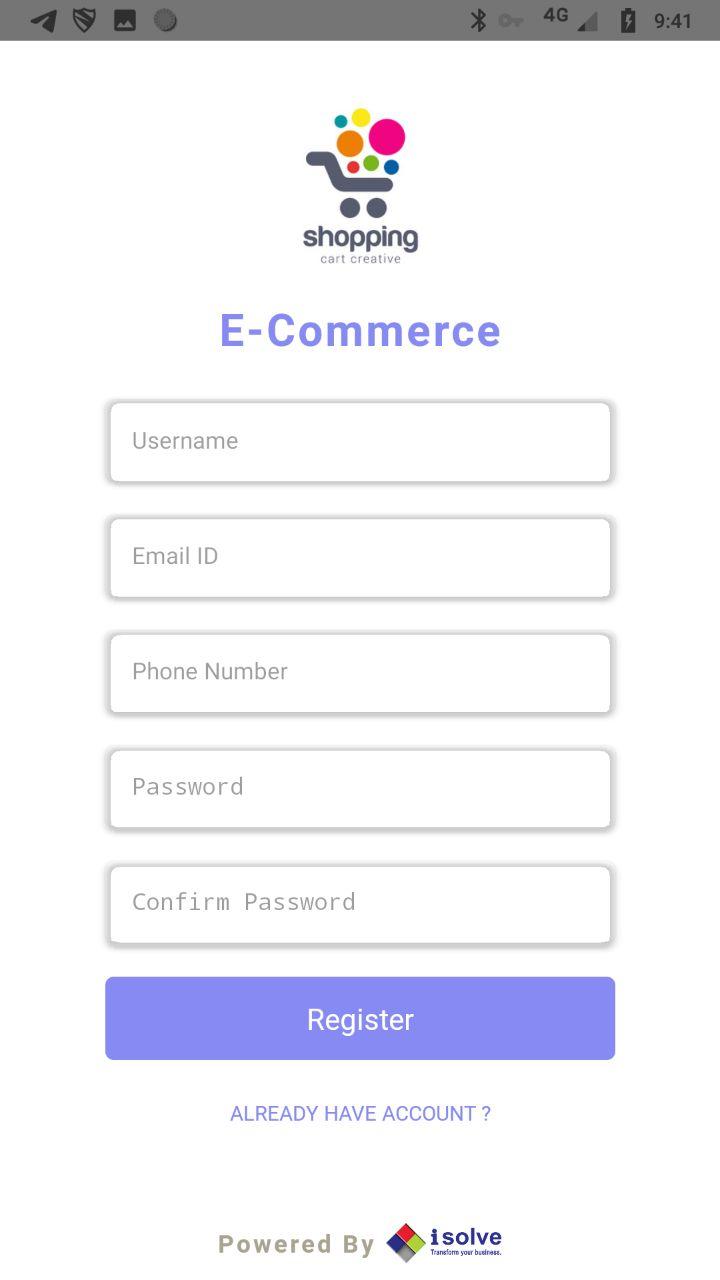 4G 9:41
shopping
cart creative
E-Commerce
Username
Email ID
Phone Number
Password
Confirm Password
Register
ALREADY HAVE ACCOUNT ?
Powered By isolve
Transform your business.